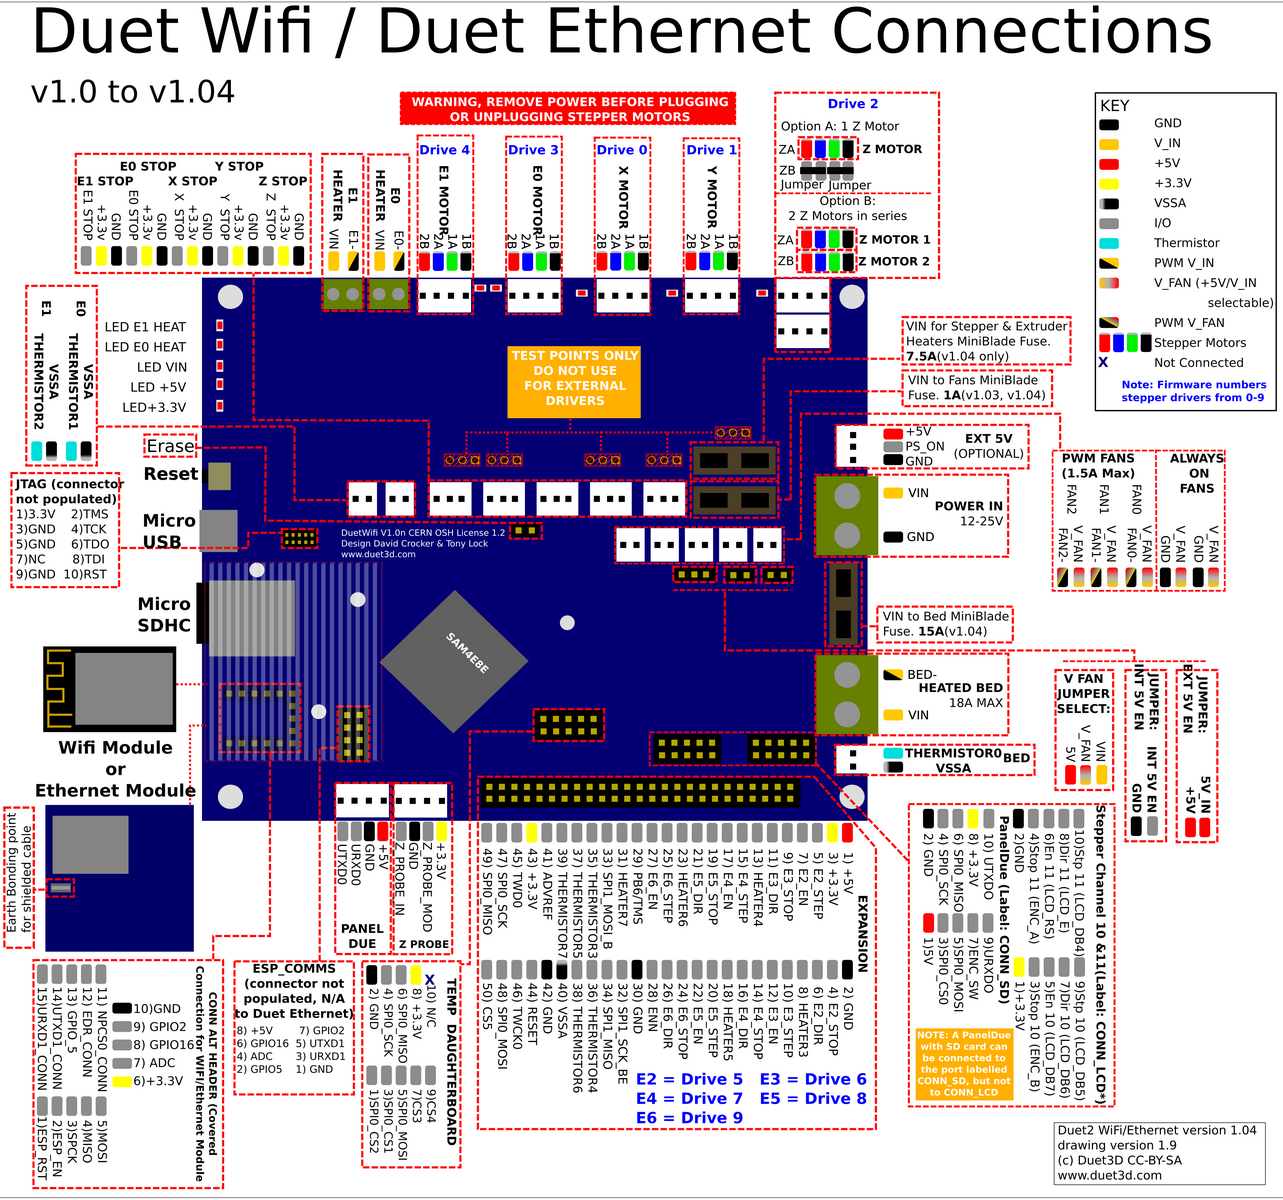 Duet Wifi / Duet Ethernet Connections
v1.0 to v1.04
WARNING, REMOVE POWER BEFORE PLUGGING
OR UNPLUGGING STEPPER MOTORS
E0 STOP Y STOP
E1 STOP X STOP Z STOP
E1 STOP
+3.3v
GND
E0 STOP
+3.3v
GND
X STOP
+3.3v
GND
Y STOP
+3.3v
GND
Z STOP
+3.3v
GND
E1
HEATER
VIN
E1-
E0
HEATER
VIN
E0-
Drive 4
E1 MOTOR
2B
2A
1A
1B
Drive 3
E0 MOTOR
2B
2A
1A
1B
Drive 0
X MOTOR
2B
2A
1A
1B
Drive 1
Y MOTOR
2B
2A
1A
1B
Drive 2
Option A: 1 Z Motor
ZA Z MOTOR
ZB
Jumper Jumper
Option B:
2 Z Motors in series
ZA Z MOTOR 1
ZB Z MOTOR 2
KEY
GND
V_IN
+5V
+3.3V
VSSA
I/O
Thermistor
PWM V_IN
V_FAN (+5V/V_IN
selectable)
PWM V_FAN
Stepper Motors
X Not Connected
Note: Firmware numbers
stepper drivers from 0-9
E1 THERMISTOR2
VSSA
E0 THERMISTOR1
VSSA
LED E1 HEAT
LED E0 HEAT
LED VIN
LED +5V
LED+3.3V
Erase
Reset
Micro
USB
Micro
SDHC
JTAG (connector
not populated)
1)3.3V 2)TMS
3)GND 4)TCK
5)GND 6)TDO
7)NC 8)TDI
9)GND 10)RST
TEST POINTS ONLY
DO NOT USE
FOR EXTERNAL
DRIVERS
DuetWifi V1.0n CERN OSH License 1.2
Design David Crocker & Tony Lock
www.duet3d.com
SAM4E8E
VIN for Stepper & Extruder
Heaters MiniBlade Fuse.
7.5A(v1.04 only)
VIN to Fans MiniBlade
Fuse. 1A(v1.03, v1.04)
+5V
PS_ON
GND
EXT 5V
(OPTIONAL)
VIN
POWER IN
12-25V
GND
VIN to Bed MiniBlade
Fuse. 15A(v1.04)
BED-
HEATED BED
18A MAX
VIN
THERMISTOR0
VSSA
BED
PWM FANS
(1.5A Max)
ALWAYS
ON
FANS
FAN2
FAN1
FAN0
FAN2-
V_FAN
FAN1-
V_FAN
FAN0-
V_FAN
GND
V_FAN
GND
V_FAN
V FAN
JUMPER
SELECT:
5V
V_FAN
VIN
JUMPER:
INT 5V EN
INT 5V EN
GND
JUMPER:
EXT 5V EN
5V_IN
+5V
Wifi Module
or
Ethernet Module
Earth Bonding point
for shielded cable
UTXD0
URXD0
GND
+5V
PANEL
DUE
Z_PROBE_IN
GND
Z_PROBE_MOD
+3.3V
Z PROBE
CONN ALT HEADER (Covered
Connection for WiFi/Ethernet Module
15)URXD1_CONN
14)UTXD1_CONN
13) GPIO_5
12) EDR_CONN
11) NPCS0_CONN
10)GND
9) GPIO2
8) GPIO16
7) ADC
6)+3.3V
1)ESP_RST
2)ESP_EN
3)SPCK
4)MISO
5)MOSI
ESP_COMMS
(connector not
populated, N/A
to Duet Ethernet)
8) +5V 7) GPIO2
6) GPIO16 5) UTXD1
4) ADC 3) URXD1
2) GPIO5 1) GND
TEMP DAUGHTERBOARD
2) GND
4) SPI0_SCK
6) SPI0_MISO
8) +3.3V
X
10) N/C
1)SPI0_CS2
3)SPI0_CS1
5)SPI0_MOSI
7)CS3
9)CS4
EXPANSION
49) SPI0_MISO
47) SPI0_SCK
45) TWD0
43) +3.3V
41) ADVREF
39) THERMISTOR7
37) THERMISTOR5
35) THERMISTOR3
33) SPI1_MOSI_B
31) HEATER7
29) PB6/TMS
27) E6_EN
25) E6_STEP
23) HEATER6
21) E5_DIR
19) E5_STOP
17) E4_EN
15) E4_STEP
13) HEATER4
11) E3_DIR
9) E3_STOP
7) E2_EN
5) E2_STEP
3) +3.3V
1) +5V
50) CS5
48) SPI0_MOSI
46) TWCK0
44) RESET
42) GND
40) VSSA
38) THERMISTOR6
36) THERMISTOR4
34) SPI1_MISO
32) SPI1_SCK_BE
30) GND
28) ENN
26) E6_DIR
24) E6_STOP
22) E5_EN
20) E5_STEP
18) HEATER5
16) E4_DIR
14) E4_STOP
12) E3_EN
10) E3_STEP
8) HEATER3
6) E2_DIR
4) E2_STOP
2) GND
E2 = Drive 5 E3 = Drive 6
E4 = Drive 7 E5 = Drive 8
E6 = Drive 9
PanelDue (Label: CONN_SD)
2) GND
4) SPI0_SCK
6) SPI0_MISO
8) +3.3V
10) UTXDO
1)5V
3)SPI0_CS0
5)SPI0_MOSI
7)ENC_SW
9)URXDO
Stepper Channel 10 &11(Label: CONN_LCD*)
2)GND
4)Stop 11 (ENC_A)
6)En 11 (LCD_RS)
8)Dir 11 (LCD_E)
10)Stp 11 (LCD_DB4)
1)+3.3V
3)Stop 10 (ENC_B)
5)En 10 (LCD_DB7)
7)Dir 10 (LCD_DB6)
9)Stp 10 (LCD_DB5)
NOTE: A PanelDue
with SD card can
be connected to
the port labelled
CONN_SD, but not
to CONN_LCD
Duet2 WiFi/Ethernet version 1.04
drawing version 1.9
(c) Duet3D CC-BY-SA
www.duet3d.com